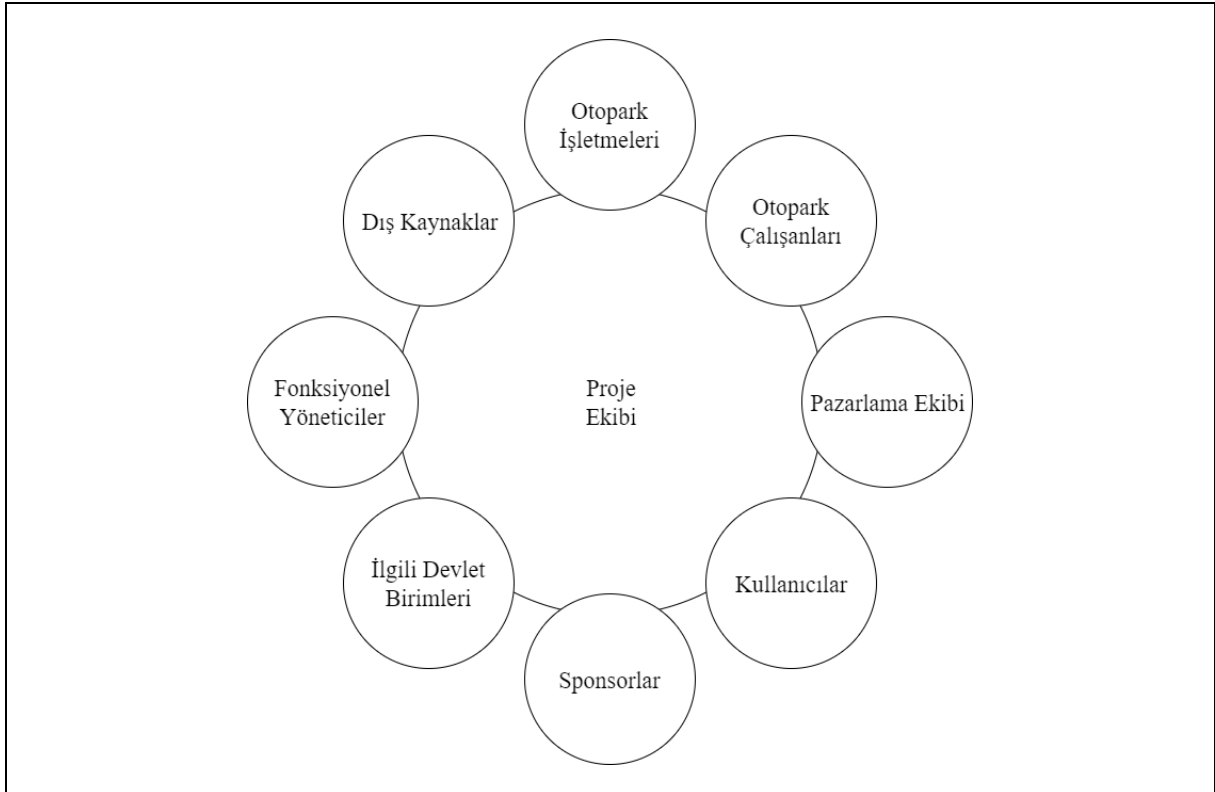 Otopark
İşletmeleri
Otopark
Çalışanları
Dış Kaynaklar
Fonksiyonel
Yöneticiler
Proje
Ekibi
Pazarlama Ekibi
İlgili Devlet
Birimleri
Kullanıcılar
Sponsorlar